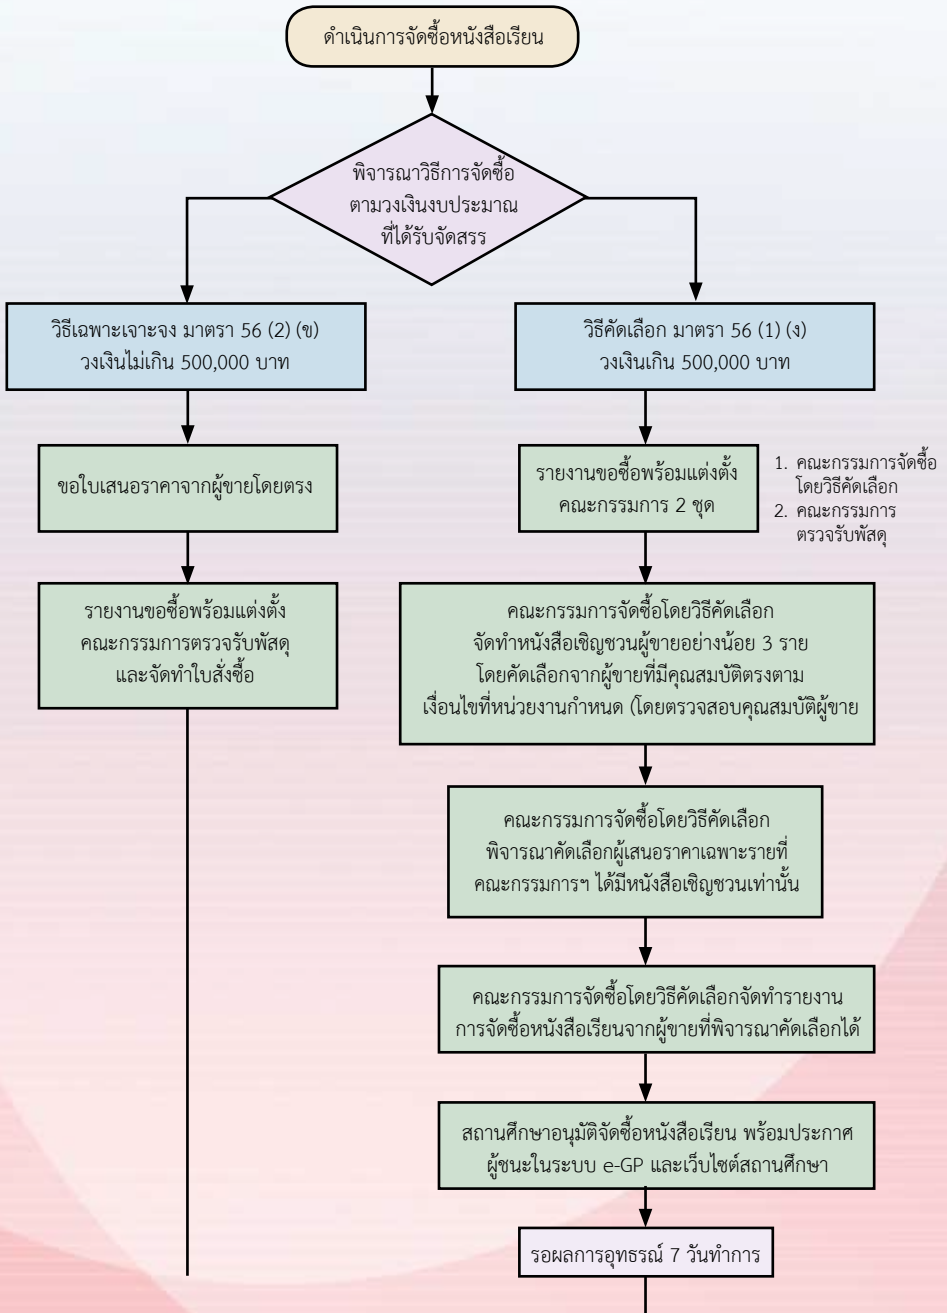 ดำเนินการจัดซื้อหนังสือเรียน
พิจารณาวิธีการจัดซื้อ
ตามวงเงินงบประมาณ
ที่ได้รับจัดสรร
วิธีเฉพาะเจาะจง มาตรา 56 (2) (ข)
วงเงินไม่เกิน 500,000 บาท
ขอใบเสนอราคาจากผู้ขายโดยตรง
รายงานขอซื้อพร้อมแต่งตั้ง
คณะกรรมการตรวจรับพัสดุ
และจัดทำใบสั่งซื้อ
วิธีคัดเลือก มาตรา 56 (1) (ง)
วงเงินเกิน 500,000 บาท
รายงานขอซื้อพร้อมแต่งตั้ง
คณะกรรมการ 2 ชุด
1. คณะกรรมการจัดซื้อ
โดยวิธีคัดเลือก
2. คณะกรรมการ
ตรวจรับพัสดุ
คณะกรรมการจัดซื้อโดยวิธีคัดเลือก
จัดทำหนังสือเชิญชวนผู้ขายอย่างน้อย 3 ราย
โดยคัดเลือกจากผู้ขายที่มีคุณสมบัติตรงตาม
เงื่อนไขที่หน่วยงานกำหนด (โดยตรวจสอบคุณสมบัติผู้ขาย
คณะกรรมการจัดซื้อโดยวิธีคัดเลือก
พิจารณาคัดเลือกผู้เสนอราคาเฉพาะรายที่
คณะกรรมการฯ ได้มีหนังสือเชิญชวนเท่านั้น
คณะกรรมการจัดซื้อโดยวิธีคัดเลือกจัดทำรายงาน
การจัดซื้อหนังสือเรียนจากผู้ขายที่พิจารณาคัดเลือกได้
สถานศึกษาอนุมัติจัดซื้อหนังสือเรียน พร้อมประกาศ
ผู้ชนะในระบบ e-GP และเว็บไซต์สถานศึกษา
รอผลการอุทธรณ์ 7 วันทำการ